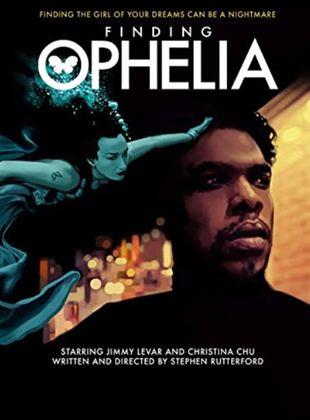 FINDING THE GIRL OF YOUR DREAMS CAN BE A NIGHTMARE
FINDING
OPHELIA
STARRING JIMMY LEVAR AND CHRISTINA CHU
WRITTEN AND DIRECTED BY STEPHEN RUTTERFORD